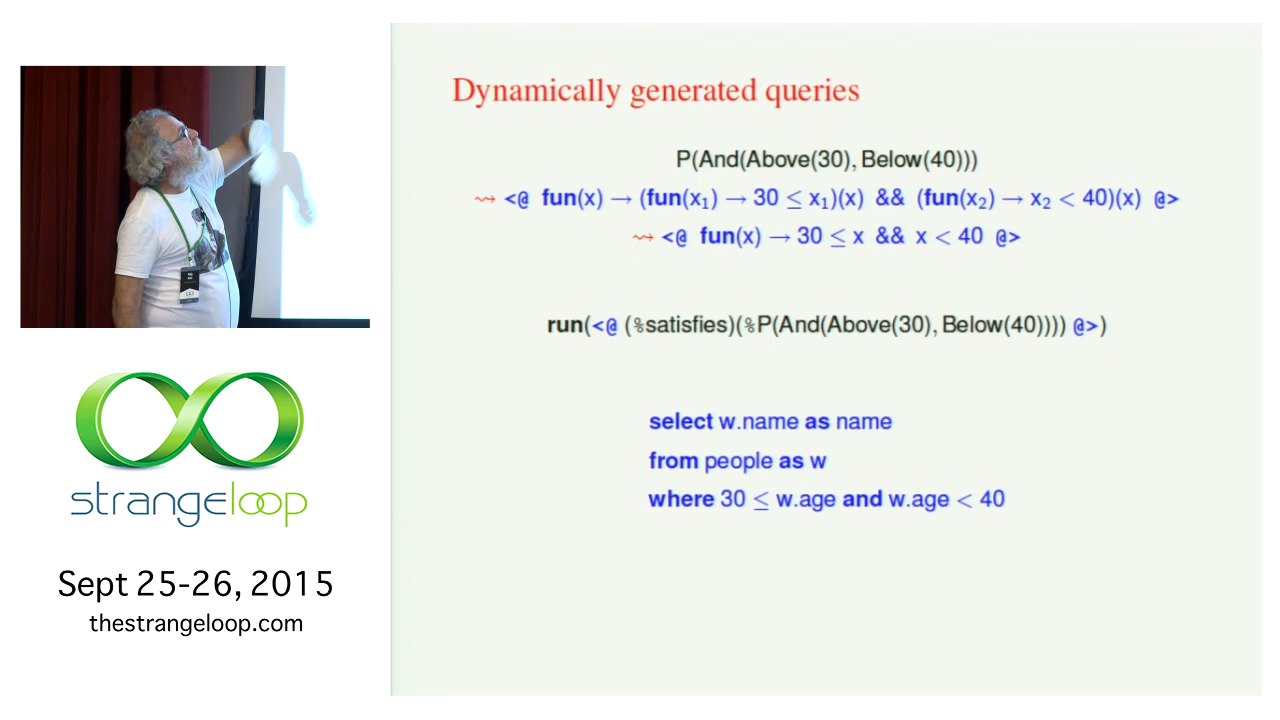 strangeloop
Sept 25-26, 2015
thestrangeloop.com
Dynamically generated queries
P(And(Above(30), Below(40)))
⇝ <@ fun(x) → (fun(x₁) → 30 ≤ x₁)(x) && (fun(x₂) → x₂ < 40)(x) @>
⇝ <@ fun(x) → 30 ≤ x && x < 40 @>
run(<@ (%satisfies)(%P(And(Above(30), Below(40)))) @>)
select w.name as name
from people as w
where 30 ≤ w.age and w.age < 40